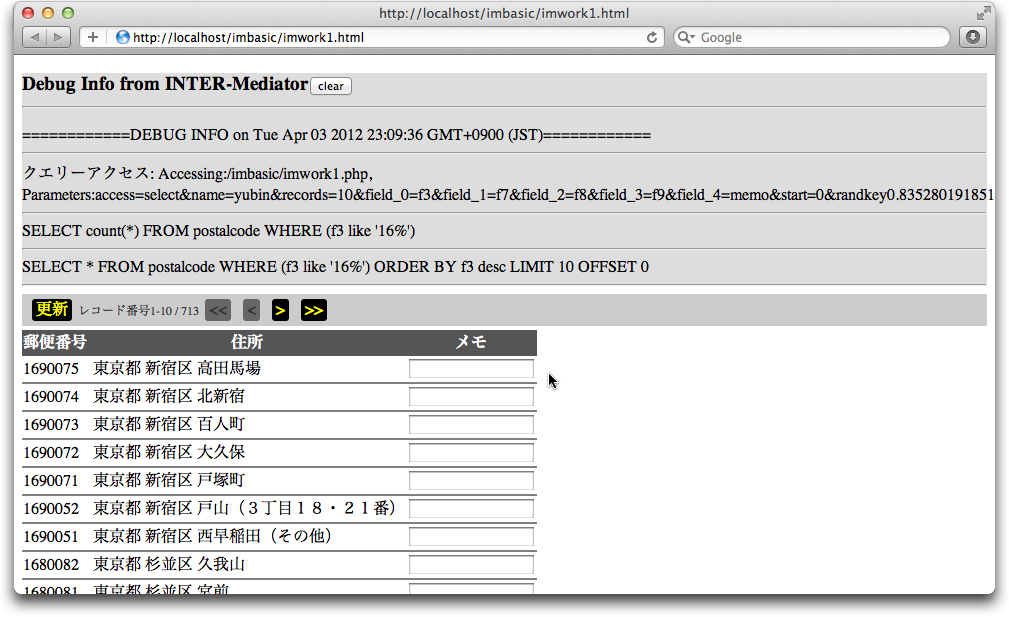 http://localhost/imbasic/imwork1.html
http://localhost/imbasic/imwork1.html
Google
Debug Info from INTER-Mediator clear
============DEBUG INFO on Tue Apr 03 2012 23:09:36 GMT+0900 (JST)============
クエリーアクセス: Accessing:/imbasic/imwork1.php,
Parameters:access=select&name=yubin&records=10&field_0=f3&field_1=f7&field_2=f8&field_3=f9&field_4=memo&start=0&randkey0.835280191851
SELECT count(*) FROM postalcode WHERE (f3 like '16%')
SELECT * FROM postalcode WHERE (f3 like '16%') ORDER BY f3 desc LIMIT 10 OFFSET 0
更新 レコード番号1-10 / 713 << < > >>
郵便番号 住所 メモ
1690075 東京都 新宿区 高田馬場
1690074 東京都 新宿区 北新宿
1690073 東京都 新宿区 百人町
1690072 東京都 新宿区 大久保
1690071 東京都 新宿区 戸塚町
1690052 東京都 新宿区 戸山（３丁目１８・２１番）
1690051 東京都 新宿区 西早稲田（その他）
1680082 東京都 杉並区 久我山
1680081 東京都 杉並区 宮前